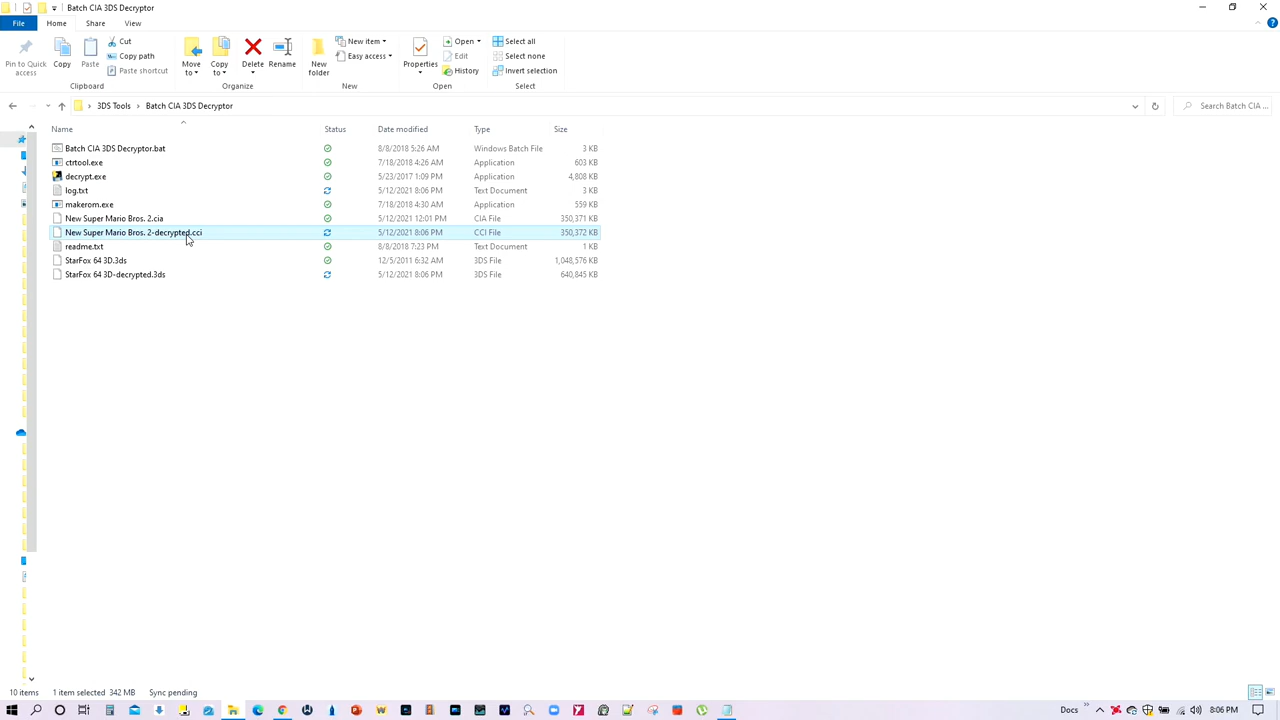 Batch CIA 3DS Decryptor
File Home Share View
Pin to Quick access
Copy
Paste
Cut
Copy path
Paste shortcut
Move to
Copy to
Delete
Rename
New folder
New item
Easy access
Properties
Open
Edit
History
Select all
Select none
Invert selection
Clipboard Organize New Open Select
3DS Tools › Batch CIA 3DS Decryptor
Search Batch CIA ...
Name Status Date modified Type Size
Batch CIA 3DS Decryptor.bat 8/8/2018 5:26 AM Windows Batch File 3 KB
ctrtool.exe 7/18/2018 4:26 AM Application 603 KB
decrypt.exe 5/23/2017 1:09 PM Application 4,808 KB
log.txt 5/12/2021 8:06 PM Text Document 3 KB
makerom.exe 7/18/2018 4:30 AM Application 559 KB
New Super Mario Bros. 2.cia 5/12/2021 12:01 PM CIA File 350,371 KB
New Super Mario Bros. 2-decrypted.cci 5/12/2021 8:06 PM CCI File 350,372 KB
readme.txt 8/8/2018 7:23 PM Text Document 1 KB
StarFox 64 3D.3ds 12/5/2011 6:32 AM 3DS File 1,048,576 KB
StarFox 64 3D-decrypted.3ds 5/12/2021 8:06 PM 3DS File 640,845 KB
10 items 1 item selected 342 MB Sync pending
Docs » 8:06 PM